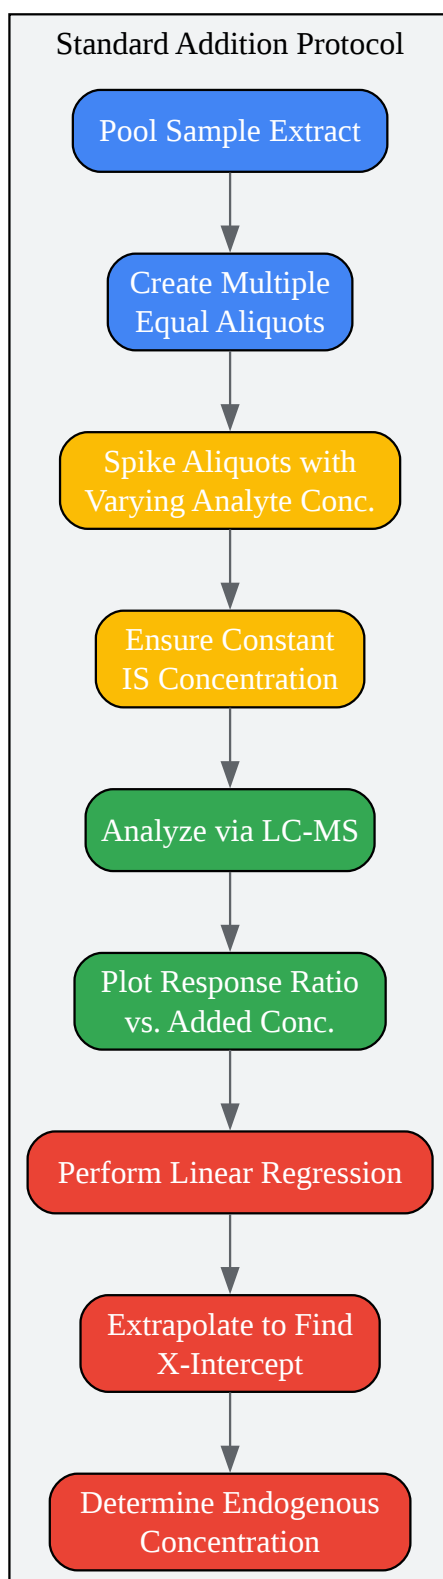 Standard Addition Protocol
Pool Sample Extract
Create Multiple
Equal Aliquots
Spike Aliquots with
Varying Analyte Conc.
Ensure Constant
IS Concentration
Analyze via LC-MS
Plot Response Ratio
vs. Added Conc.
Perform Linear Regression
Extrapolate to Find
X-Intercept
Determine Endogenous
Concentration